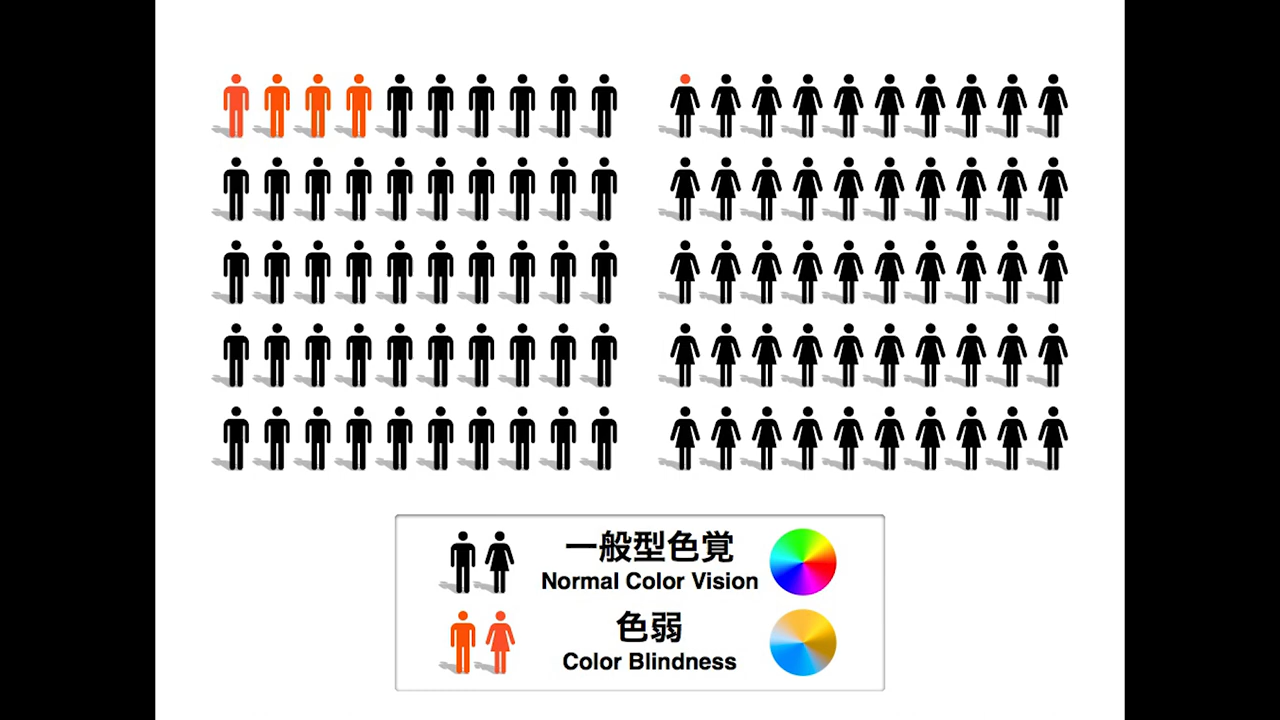 一般型色覚
Normal Color Vision
色弱
Color Blindness